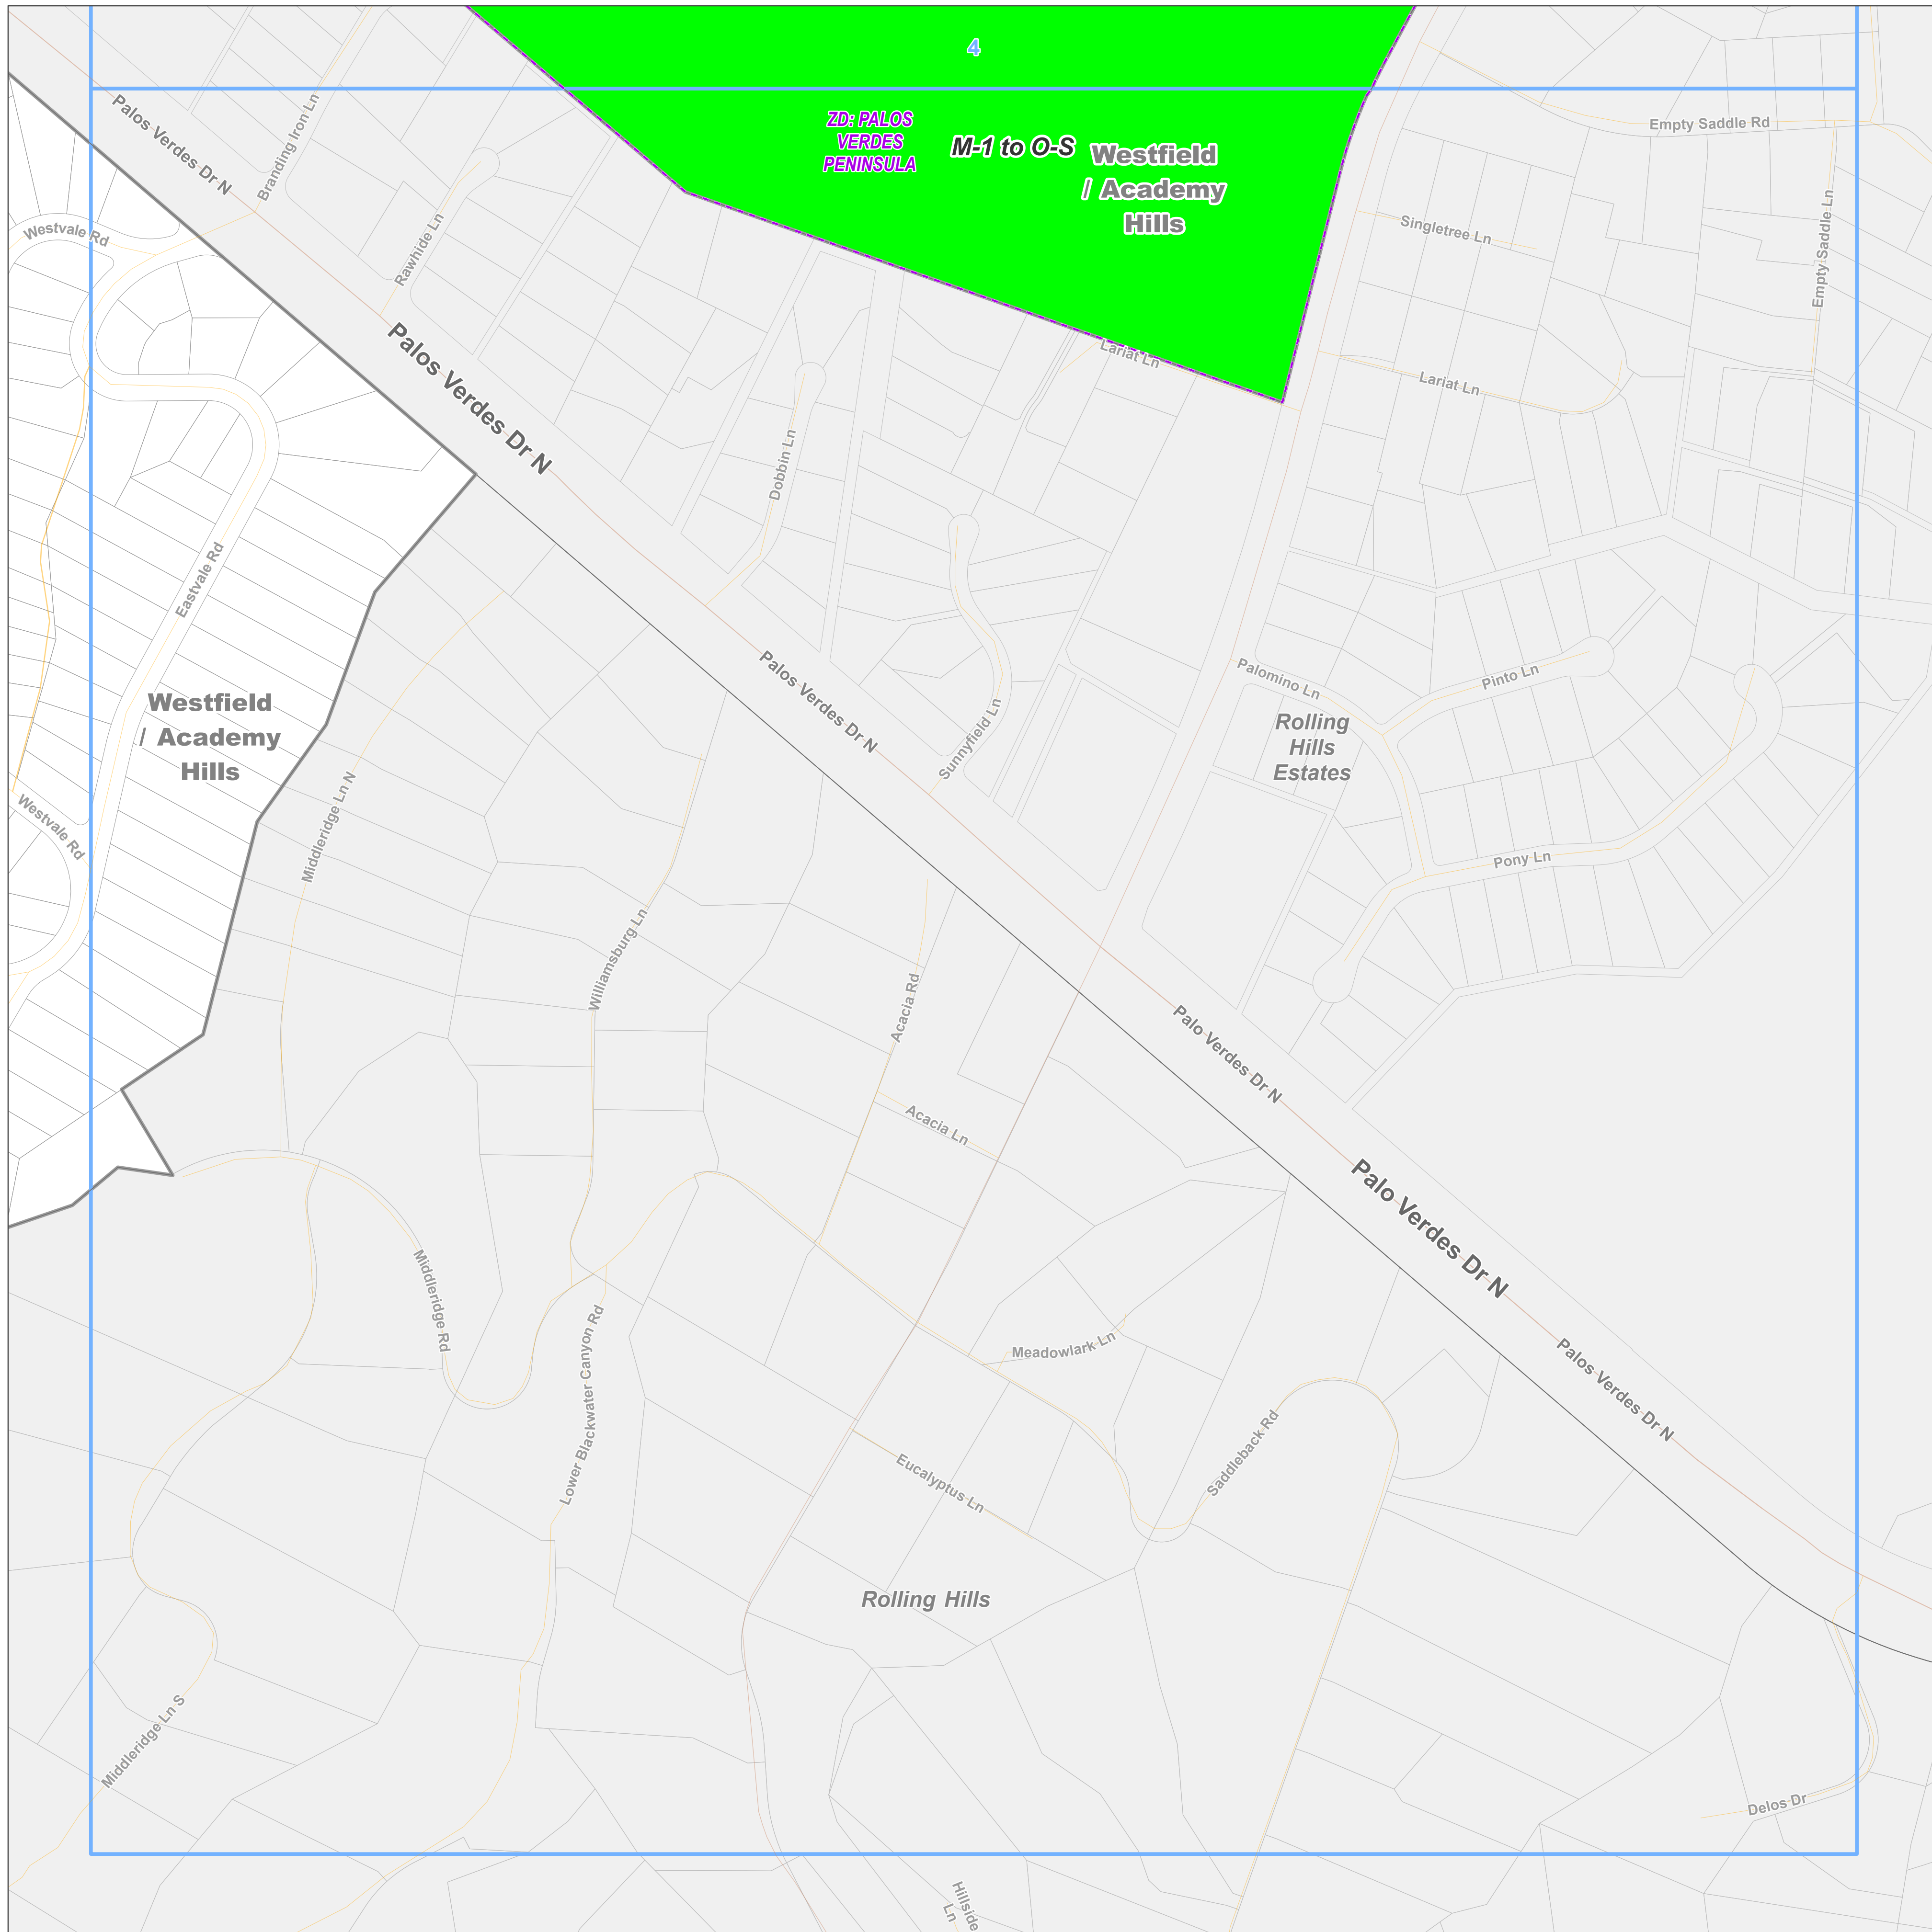 4
ZD: PALOS
VERDES
PENINSULA
M-1 to O-S
Westfield
/ Academy
Hills
Empty Saddle Rd
Palos Verdes Dr N
Branding Iron Ln
Westvale Rd
Rawhide Ln
Singletree Ln
Empty Saddle Ln
Palos Verdes Dr N
Lariat Ln
Lariat Ln
Dobbin Ln
Eastvale Rd
Westfield
/ Academy
Hills
Palos Verdes Dr N
Sunnyfield Ln
Palomino Ln
Pinto Ln
Rolling
Hills
Estates
Westvale Rd
Middleridge Ln N
Pony Ln
Williamsburg Ln
Acacia Rd
Palo Verdes Dr N
Acacia Ln
Palo Verdes Dr N
Middleridge Rd
Lower Blackwater Canyon Rd
Meadowlark Ln
Palos Verdes Dr N
Saddleback Rd
Eucalyptus Ln
Rolling Hills
Middleridge Ln S
Delos Dr
Hillside
Ln